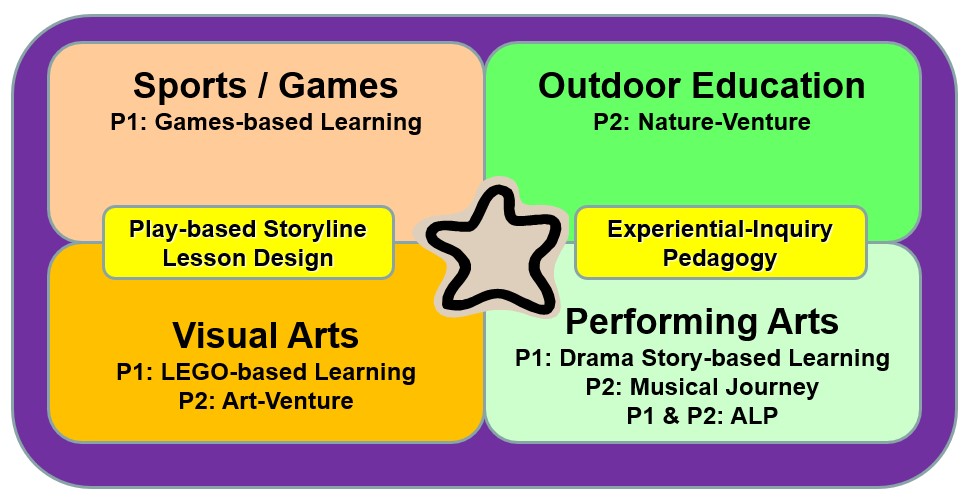 Sports / Games
P1: Games-based Learning
Outdoor Education
P2: Nature-Venture
Play-based Storyline
Lesson Design
Experiential-Inquiry
Pedagogy
Visual Arts
P1: LEGO-based Learning
P2: Art-Venture
Performing Arts
P1: Drama Story-based Learning
P2: Musical Journey
P1 & P2: ALP